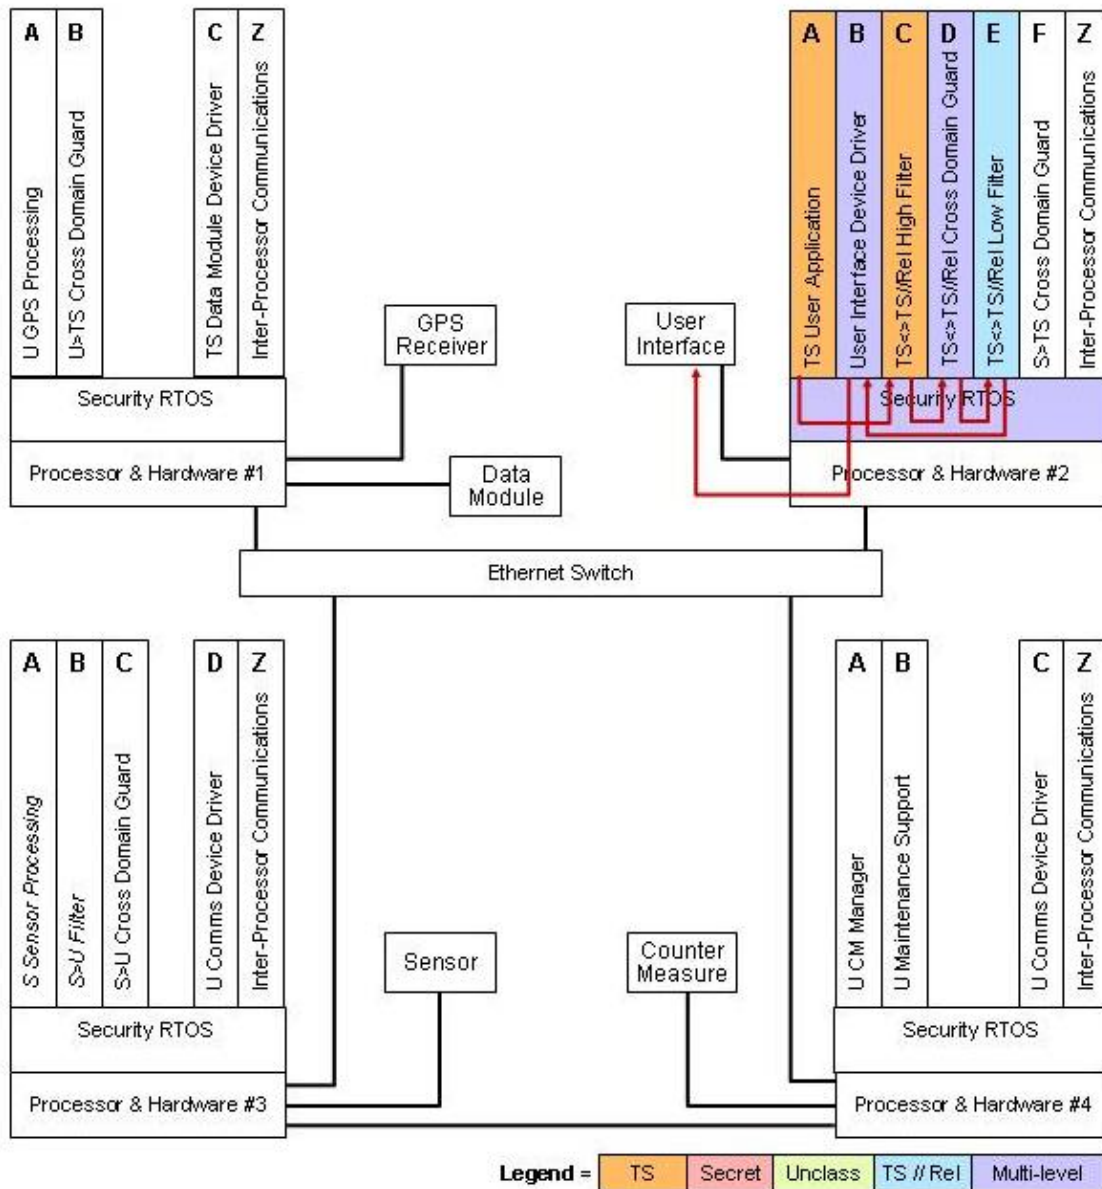 A B C Z
U GPS Processing
U>TS Cross Domain Guard
TS Data Module Device Driver
Inter-Processor Communications
Security RTOS
Processor & Hardware #1
GPS
Receiver
Data
Module
User
Interface
A B C D E F Z
TS User Application
User Interface Device Driver
TS<>TS//Rel High Filter
TS<>TS//Rel Cross Domain Guard
TS<>TS//Rel Low Filter
S>TS Cross Domain Guard
Inter-Processor Communications
Security RTOS
Processor & Hardware #2
Ethernet Switch
A B C D Z
S Sensor Processing
S>U Filter
S>U Cross Domain Guard
U Comms Device Driver
Inter-Processor Communications
Security RTOS
Processor & Hardware #3
Sensor
Counter
Measure
A B C Z
U CM Manager
U Maintenance Support
U Comms Device Driver
Inter-Processor Communications
Security RTOS
Processor & Hardware #4
Legend = TS Secret Unclass TS // Rel Multi-level